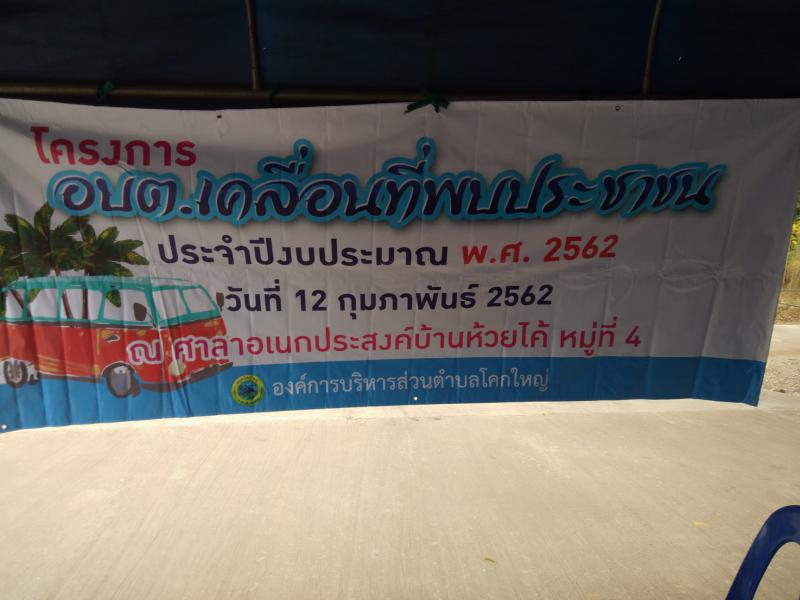 โครงการ
อบต.เคลื่อนที่พบประชาชน
ประจำปีงบประมาณ พ.ศ. 2562
วันที่ 12 กุมภาพันธ์ 2562
ณ ศาลาอเนกประสงค์บ้านห้วยไค้ หมู่ที่ 4
องค์การบริหารส่วนตำบลโคกใหญ่